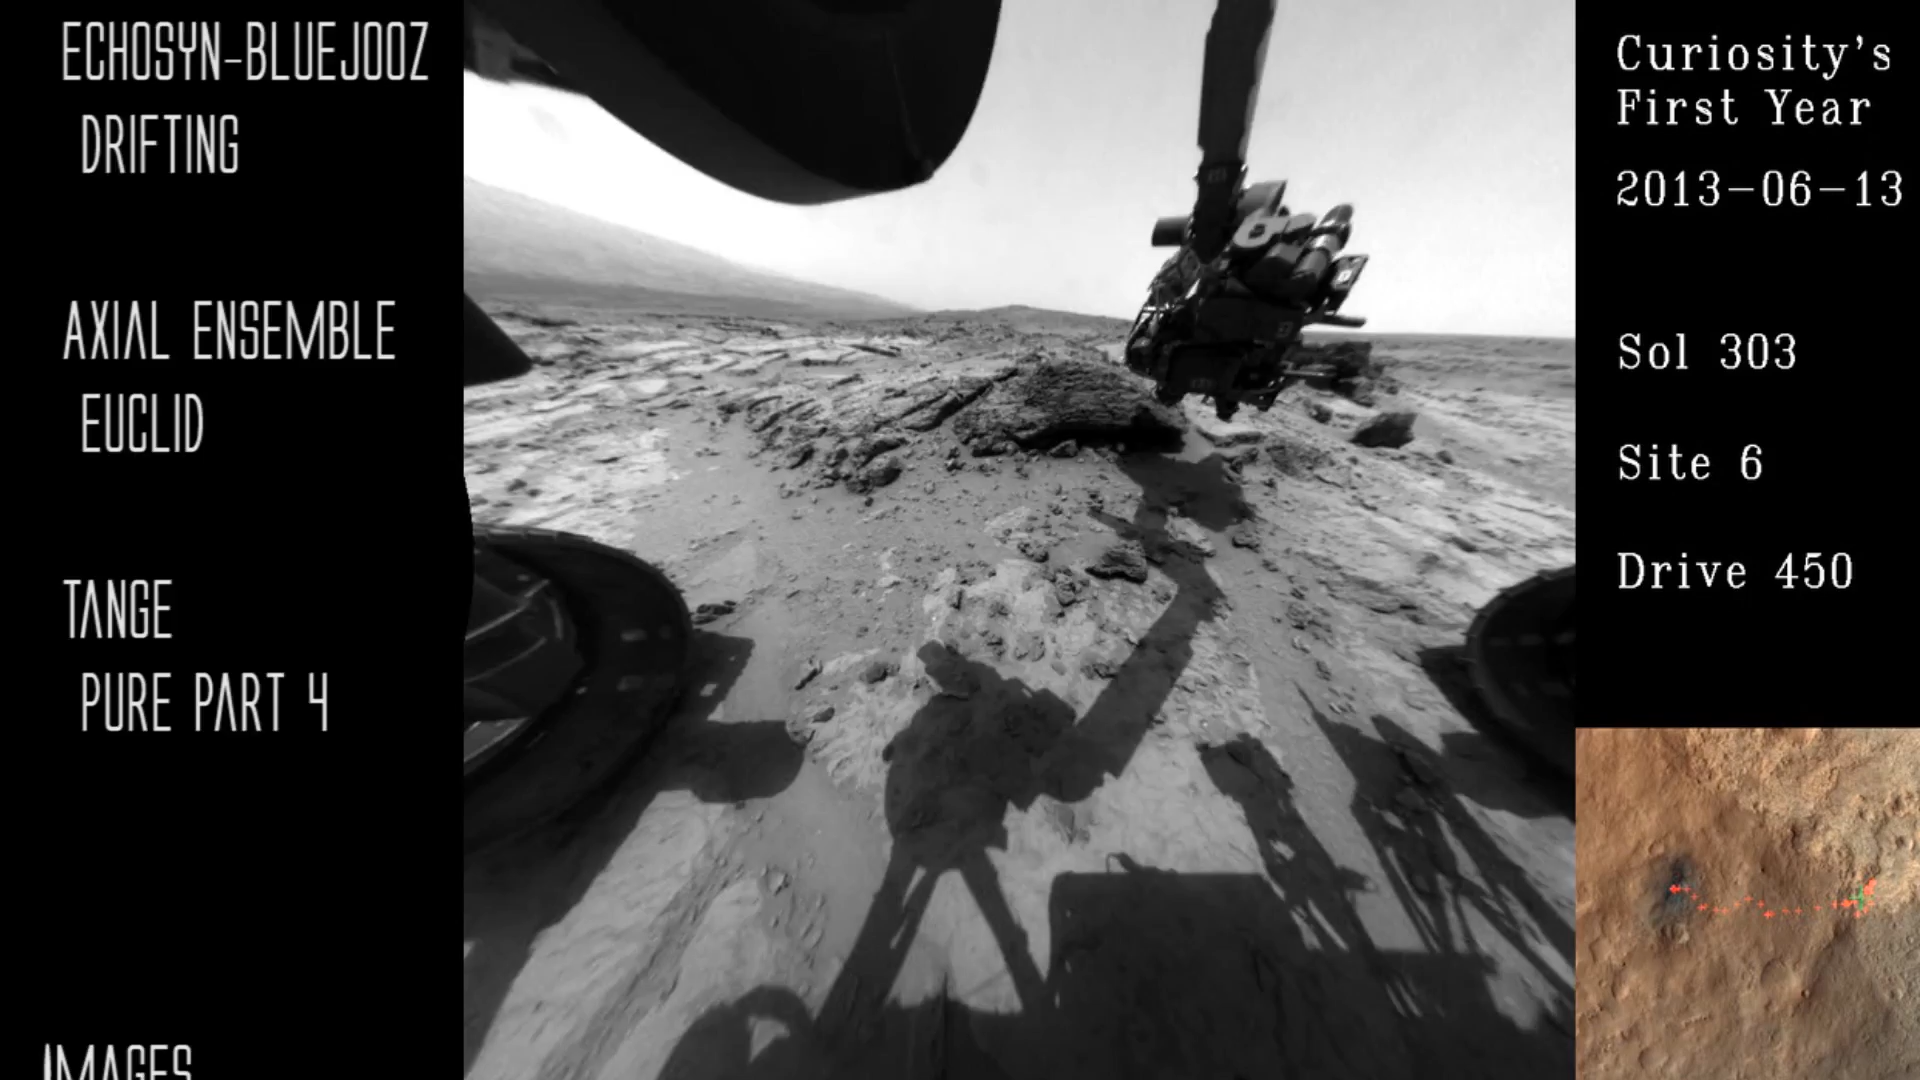 ECHOSYN-BLUEJOOZ
DRIFTING
AXIAL ENSEMBLE
EUCLID
TANGE
PURE PART 4
IMAGES
Curiosity's
First Year
2013-06-13
Sol 303
Site 6
Drive 450